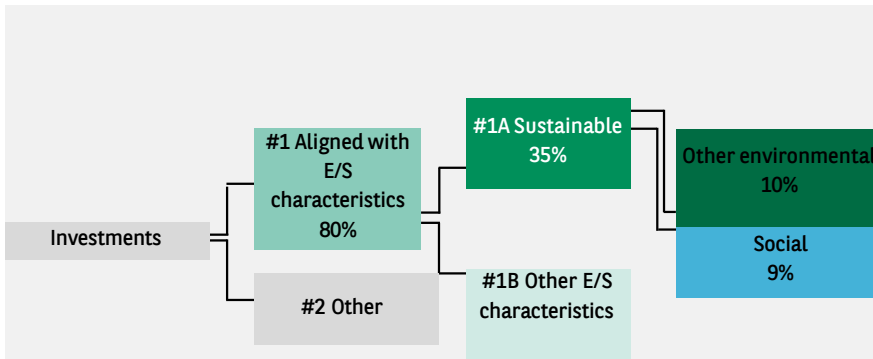 Investments
#1 Aligned with
E/S
characteristics
80%
#2 Other
#1A Sustainable
35%
#1B Other E/S
characteristics
Other environmental
10%
Social
9%